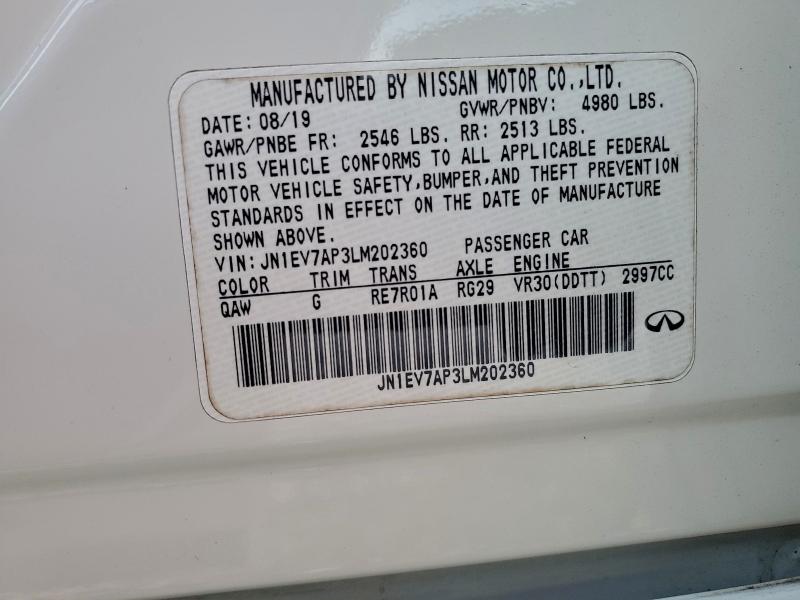 MANUFACTURED BY NISSAN MOTOR CO.,LTD.
DATE: 08/19 GVWR/PNBV: 4980 LBS.
GAWR/PNBE FR: 2546 LBS. RR: 2513 LBS.
THIS VEHICLE CONFORMS TO ALL APPLICABLE FEDERAL
MOTOR VEHICLE SAFETY,BUMPER,AND THEFT PREVENTION
STANDARDS IN EFFECT ON THE DATE OF MANUFACTURE
SHOWN ABOVE.
VIN: JN1EV7AP3LM202360 PASSENGER CAR
COLOR TRIM TRANS AXLE ENGINE
QAW G RE7R01A RG29 VR30(DDTT) 2997CC
JN1EV7AP3LM202360